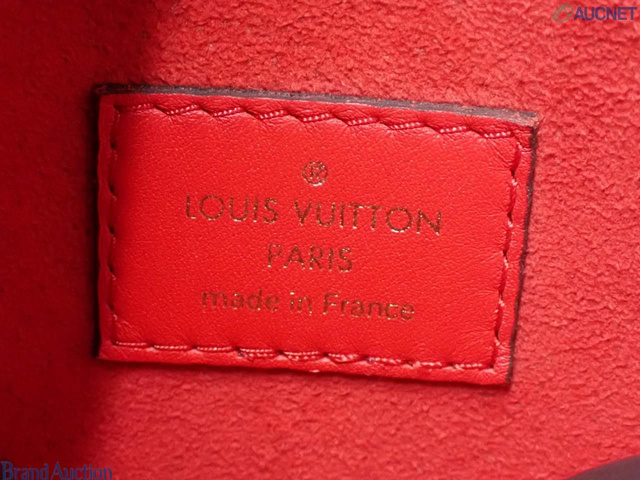 AUCNET
®
LOUIS VUITTON
PARIS
made in France
Brand Auction